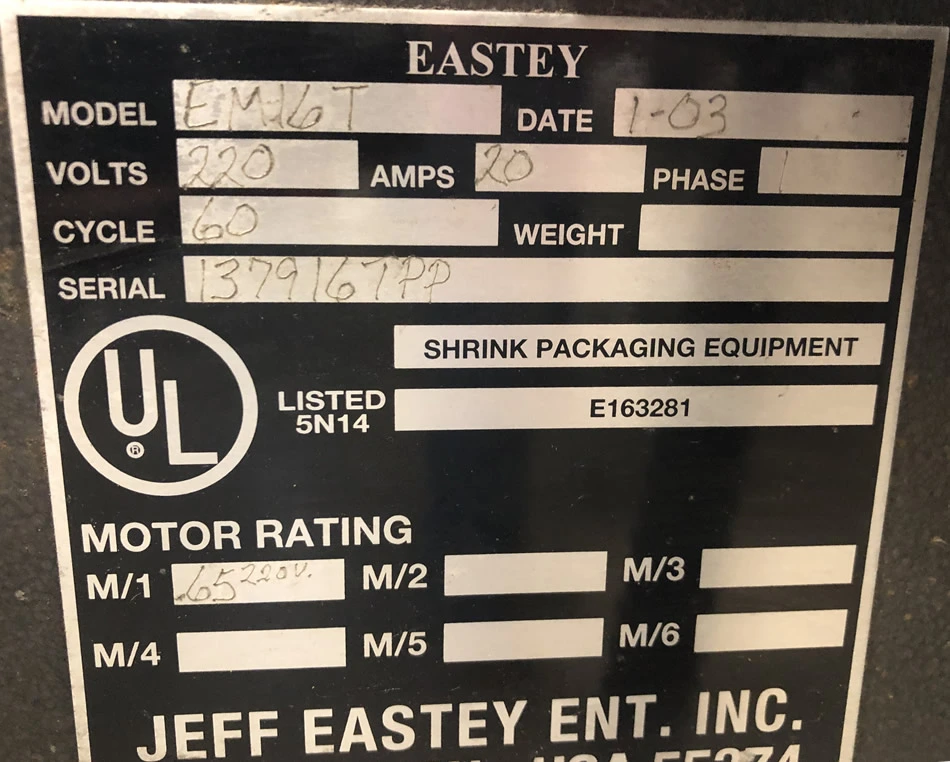 EASTEY
MODEL EM16T DATE 1-03
VOLTS 220 AMPS 20 PHASE 1
CYCLE 60 WEIGHT
SERIAL 137916TPP
SHRINK PACKAGING EQUIPMENT
UL ® LISTED 5N14 E163281
MOTOR RATING
M/1 .65 220V. M/2 M/3
M/4 M/5 M/6
JEFF EASTEY ENT. INC.
USA 55374